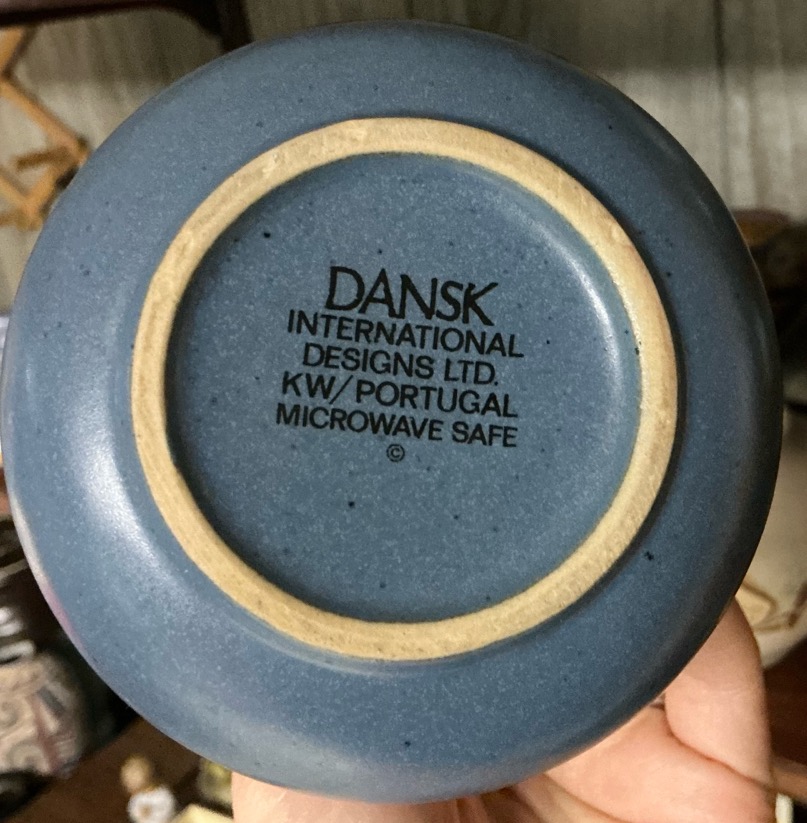 DANSK
INTERNATIONAL
DESIGNS LTD.
KW/PORTUGAL
MICROWAVE SAFE
©